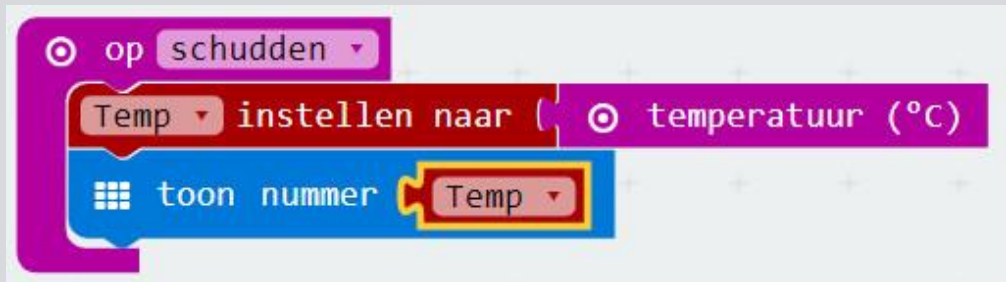 op schudden
Temp instellen naar temperatuur (°C)
toon nummer Temp